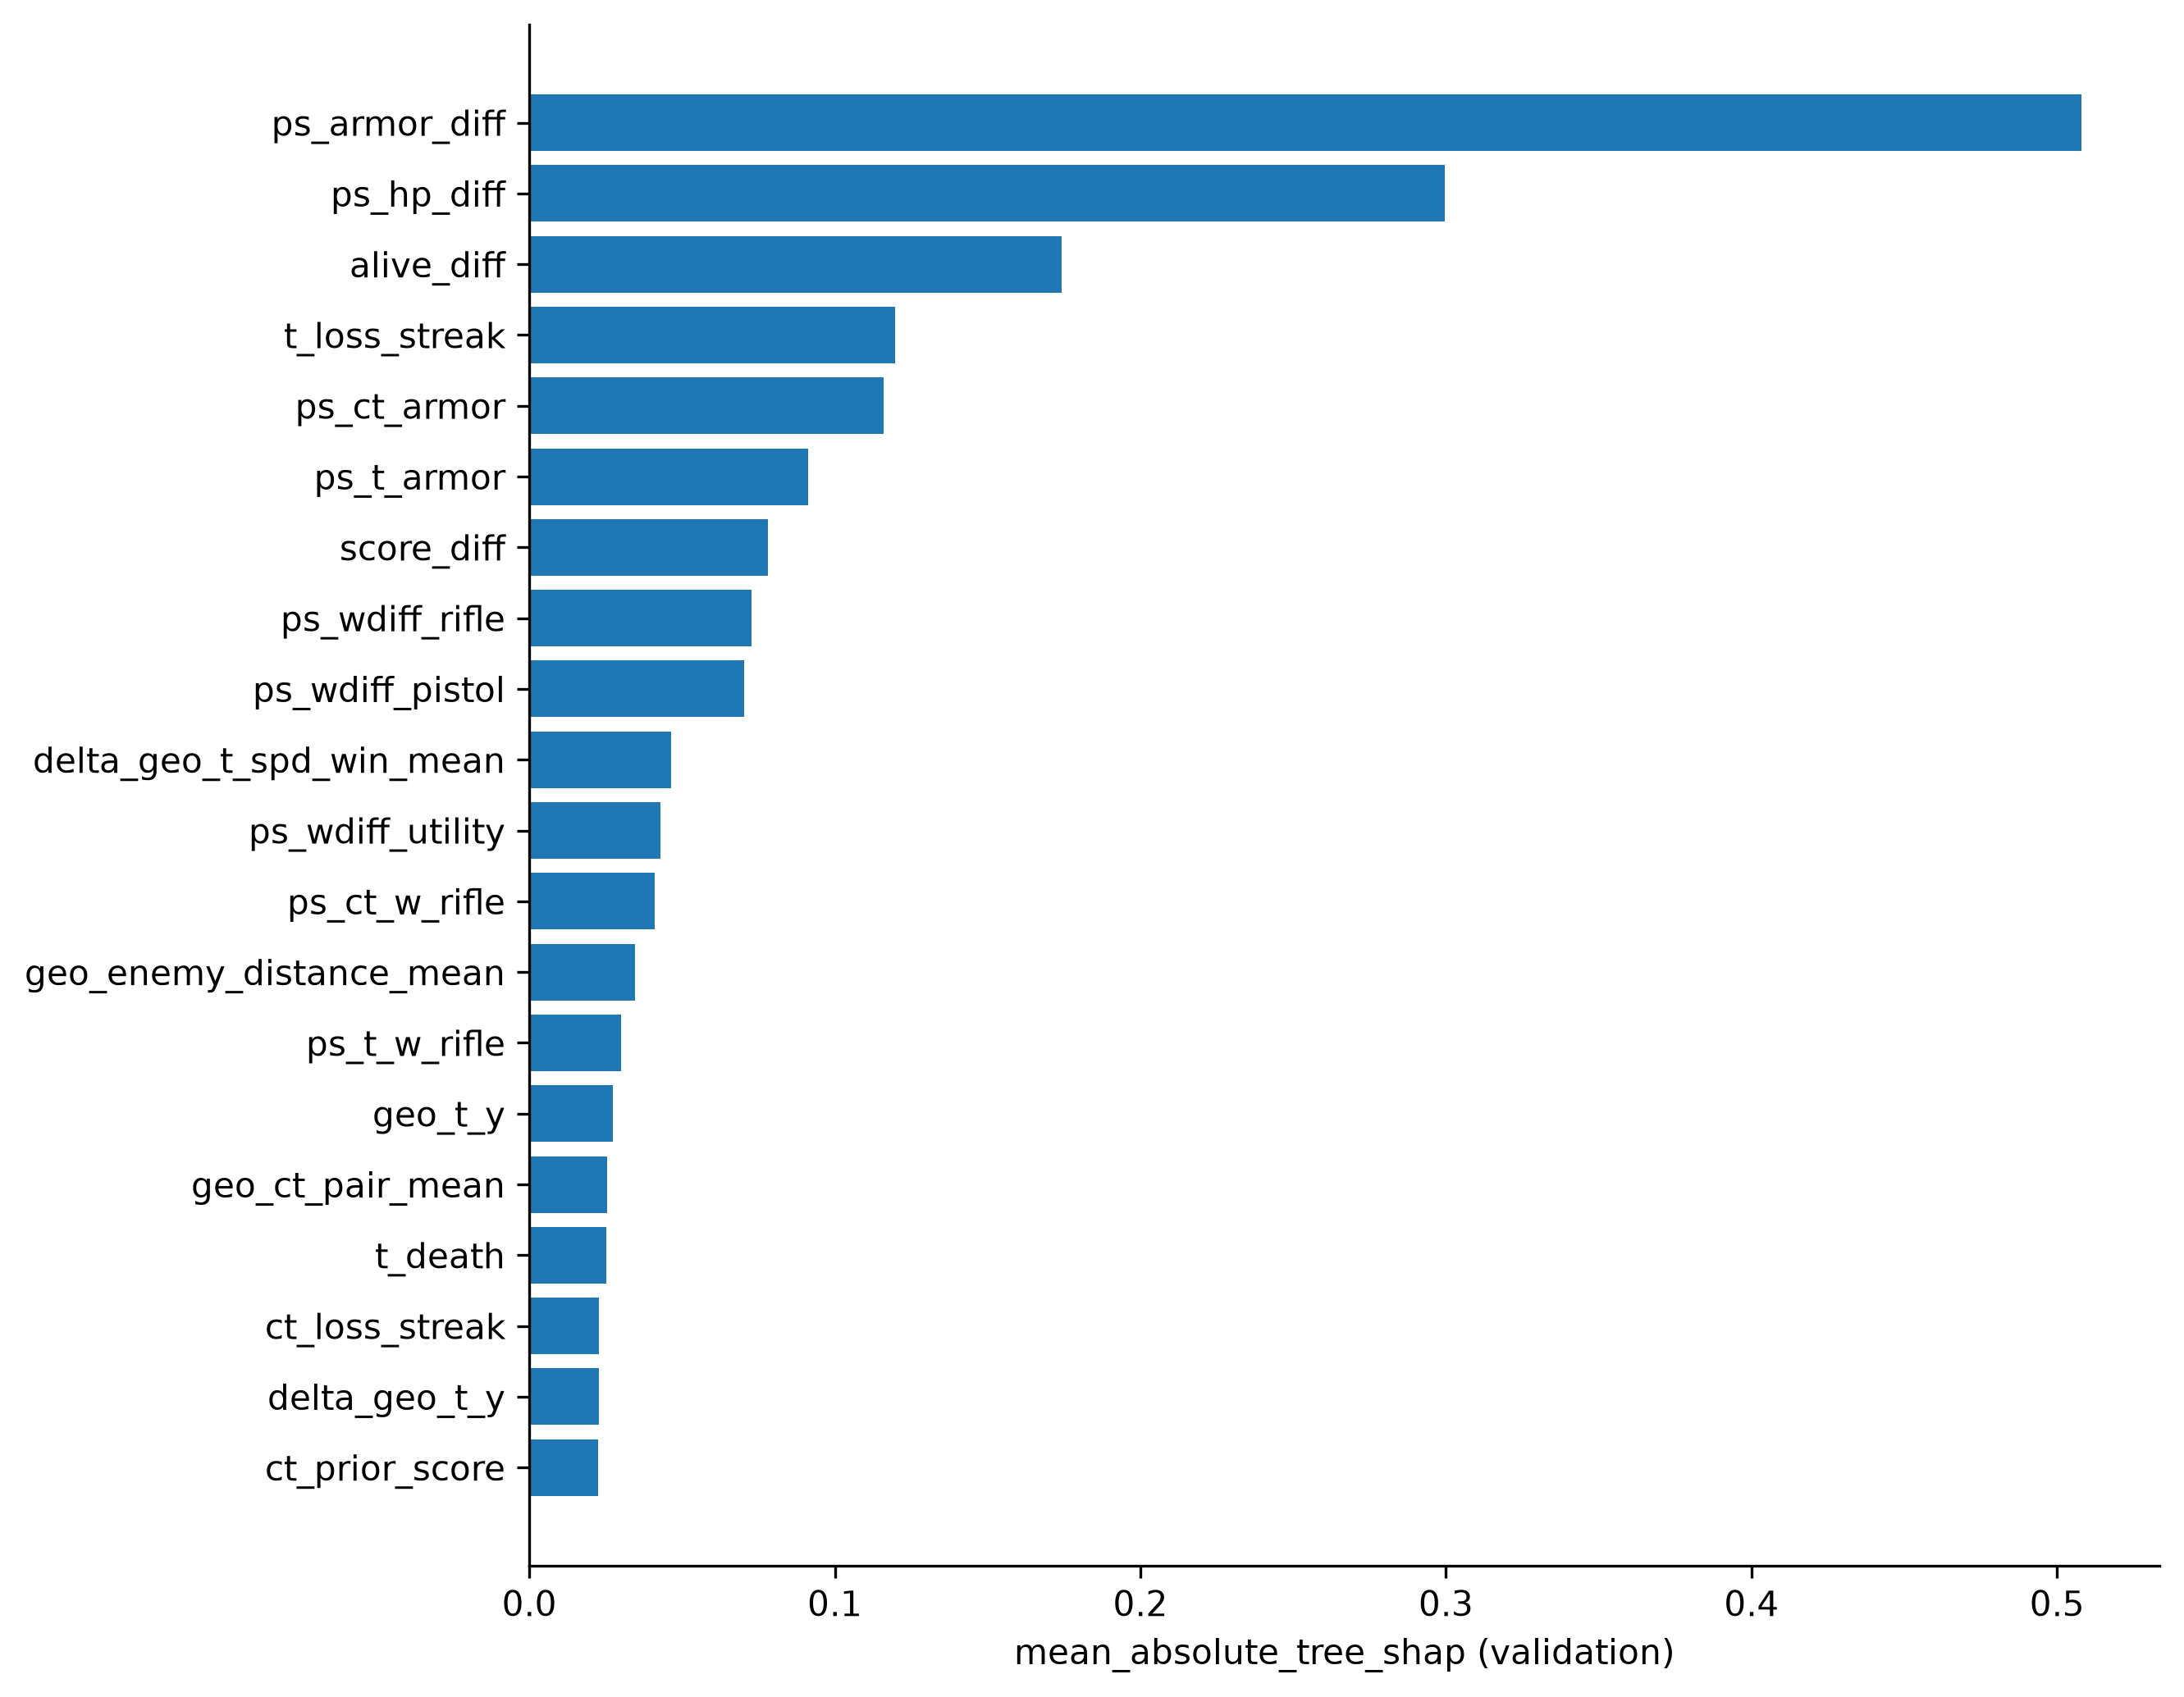 ps_armor_diff
ps_hp_diff
alive_diff
t_loss_streak
ps_ct_armor
ps_t_armor
score_diff
ps_wdiff_rifle
ps_wdiff_pistol
delta_geo_t_spd_win_mean
ps_wdiff_utility
ps_ct_w_rifle
geo_enemy_distance_mean
ps_t_w_rifle
geo_t_y
geo_ct_pair_mean
t_death
ct_loss_streak
delta_geo_t_y
ct_prior_score
0.0 0.1 0.2 0.3 0.4 0.5
mean_absolute_tree_shap (validation)